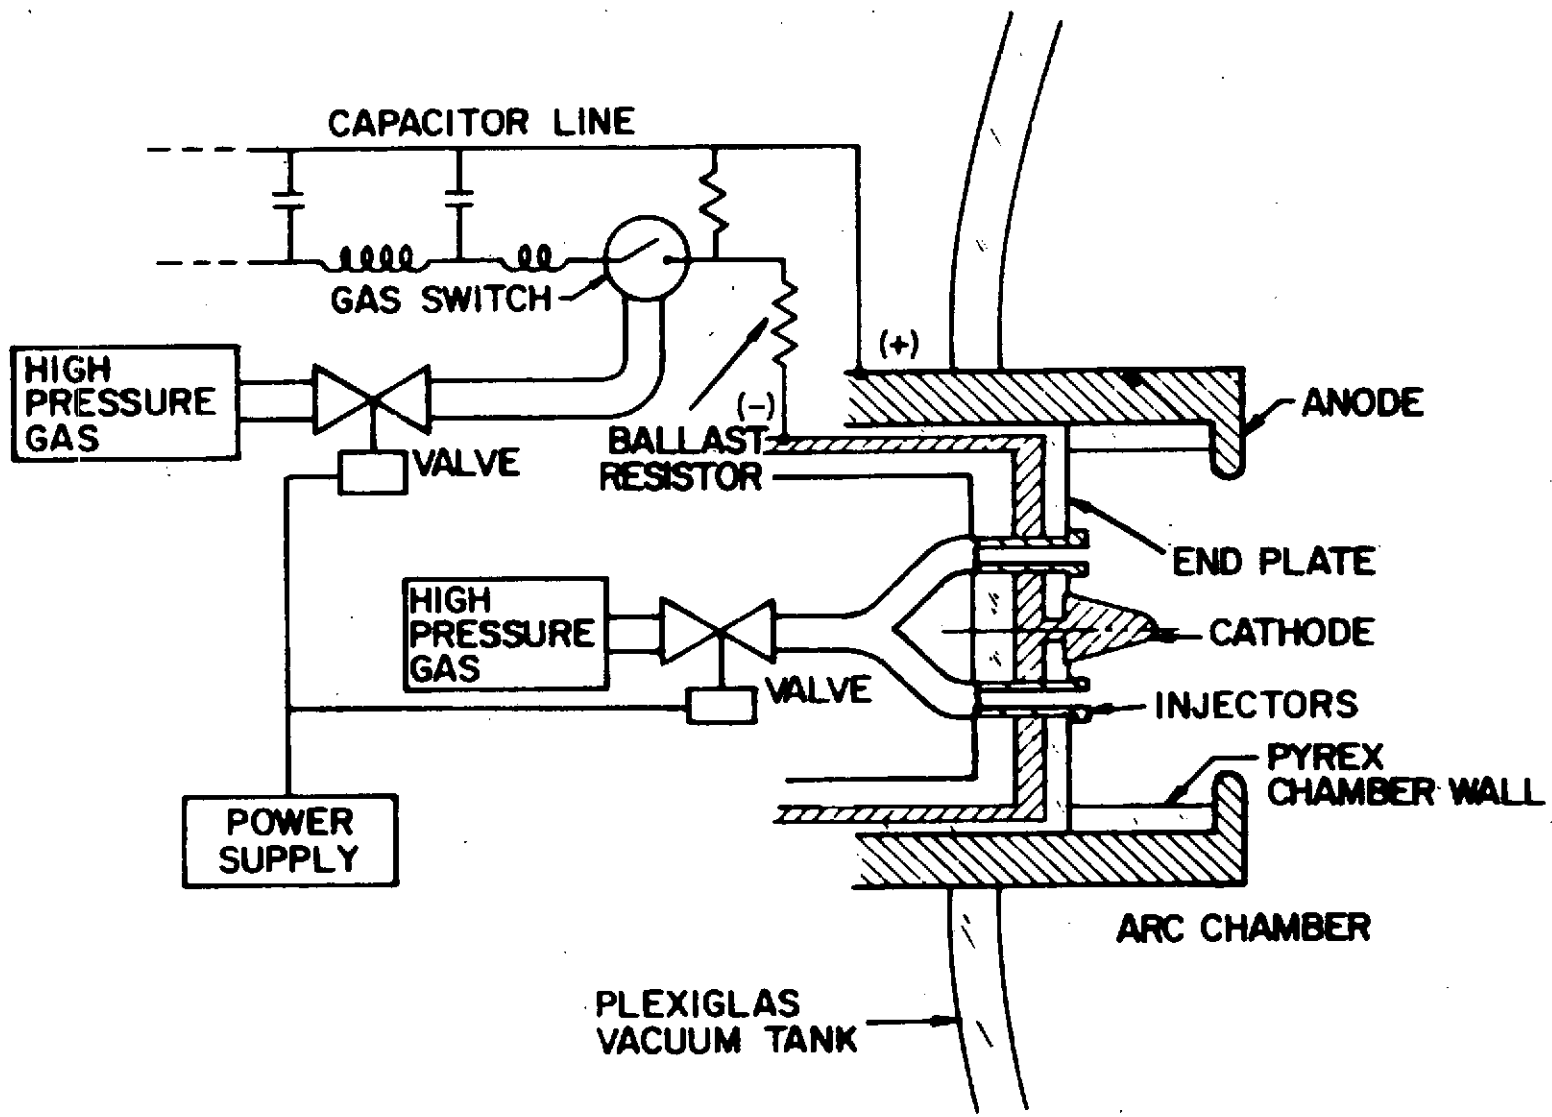 CAPACITOR LINE
GAS SWITCH
(+)
HIGH
PRESSURE
GAS
VALVE
(-)
BALLAST
RESISTOR
ANODE
END PLATE
HIGH
PRESSURE
GAS
VALVE
CATHODE
INJECTORS
PYREX
CHAMBER WALL
POWER
SUPPLY
ARC CHAMBER
PLEXIGLAS
VACUUM TANK